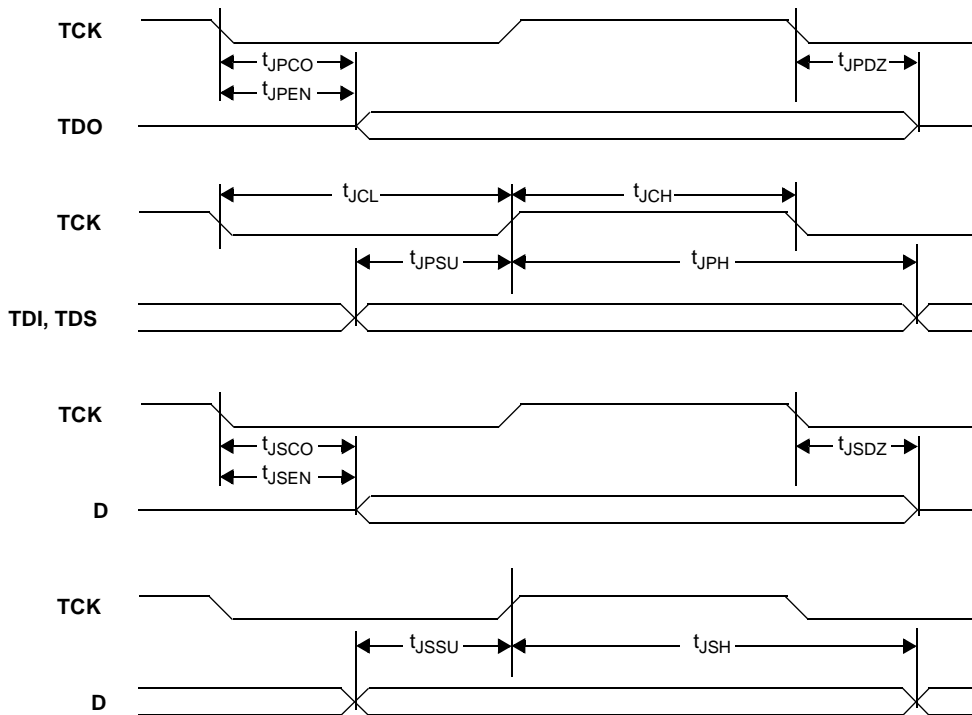 TCK
tJPCO
tJPDZ
tJPEN
TDO
tJCL
tJCH
TCK
tJPSU
tJPH
TDI, TDS
TCK
tJSCO
tJSDZ
tJSEN
D
TCK
tJSSU
tJSH
D